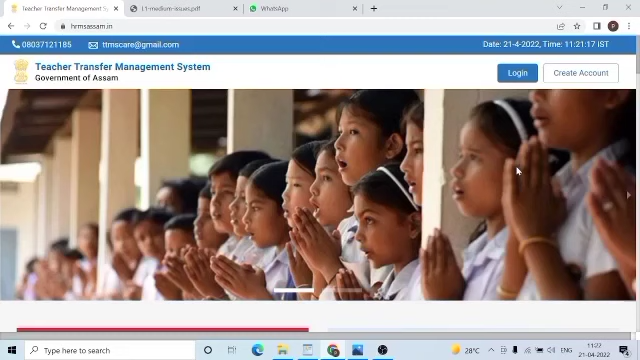 Teacher Transfer Management Sys
L1-medium-issues.pdf
WhatsApp
hrmsassam.in
P
08037121185
ttmscare@gmail.com
Date: 21-4-2022, Time: 11:21:17 IST
Teacher Transfer Management System
Government of Assam
Login
Create Account
Type here to search
28°C
ENG
11:22
21-04-2022